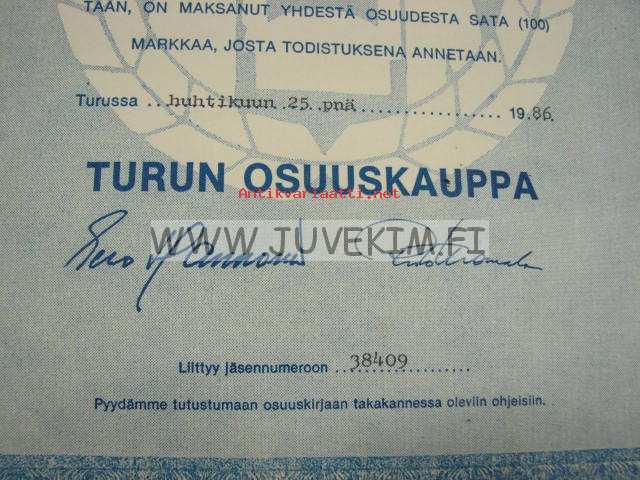 TAAN, ON MAKSANUT YHDESTÄ OSUUDESTA SATA (100)
MARKKAA, JOSTA TODISTUKSENA ANNETAAN.
Turussa ...huhtikuun .25..pnä.................. 19.86.
TURUN OSUUSKAUPPA
Antikvariaatti.net
WWW.JUVEKIM.FI
Liittyy jäsennumeroon ..38409..........
Pyydämme tutustumaan osuuskirjaan takakannessa oleviin ohjeisiin.